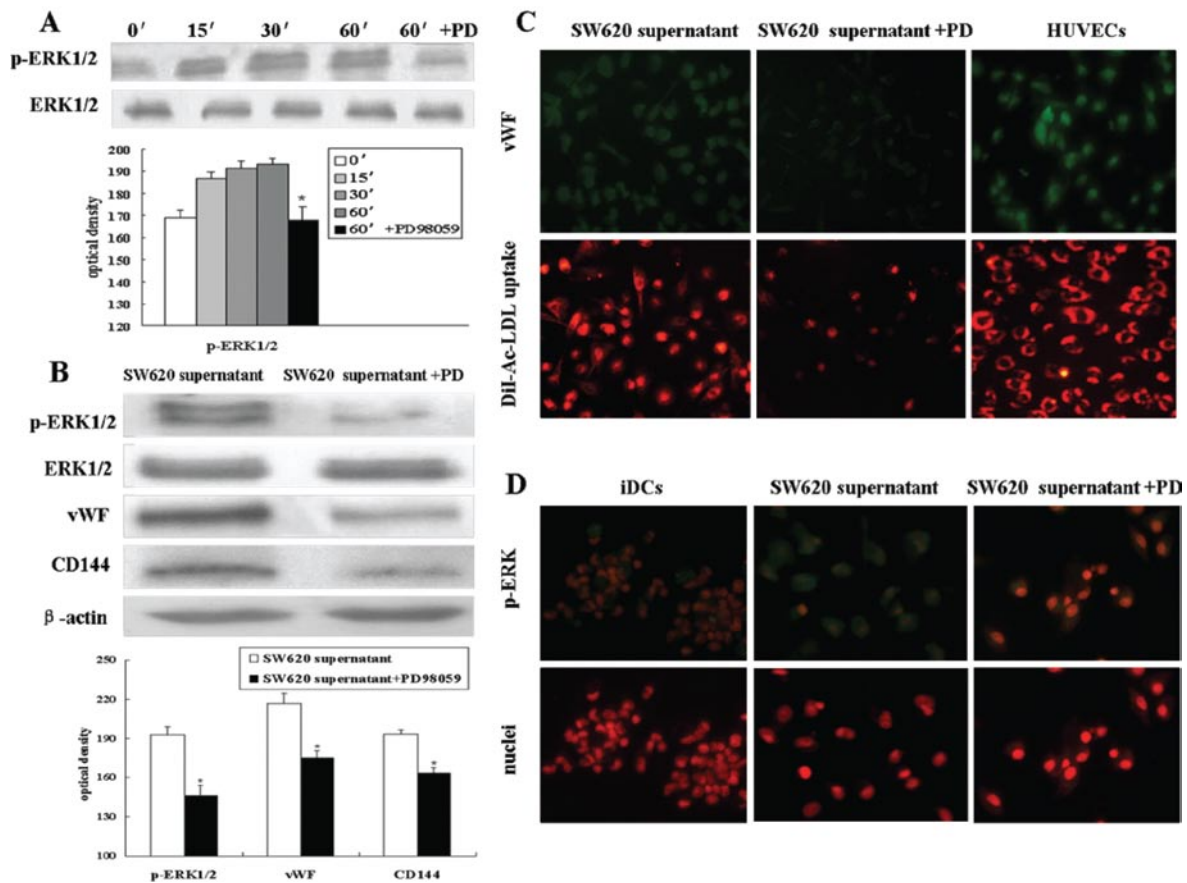 A
0′ 15′ 30′ 60′ 60′ +PD
p-ERK1/2
ERK1/2
200
190
180
170
160
150
140
130
120
optical density
0′
15′
30′
60′
60′ +PD98059
*
p-ERK1/2
B
SW620 supernatant SW620 supernatant +PD
p-ERK1/2
ERK1/2
vWF
CD144
β-actin
250
220
190
160
130
100
optical density
SW620 supernatant
SW620 supernatant+PD98059
*
*
*
p-ERK1/2 vWF CD144
C
SW620 supernatant SW620 supernatant +PD HUVECs
vWF
Dil-Ac-LDL uptake
D
iDCs SW620 supernatant SW620 supernatant +PD
p-ERK
nuclei